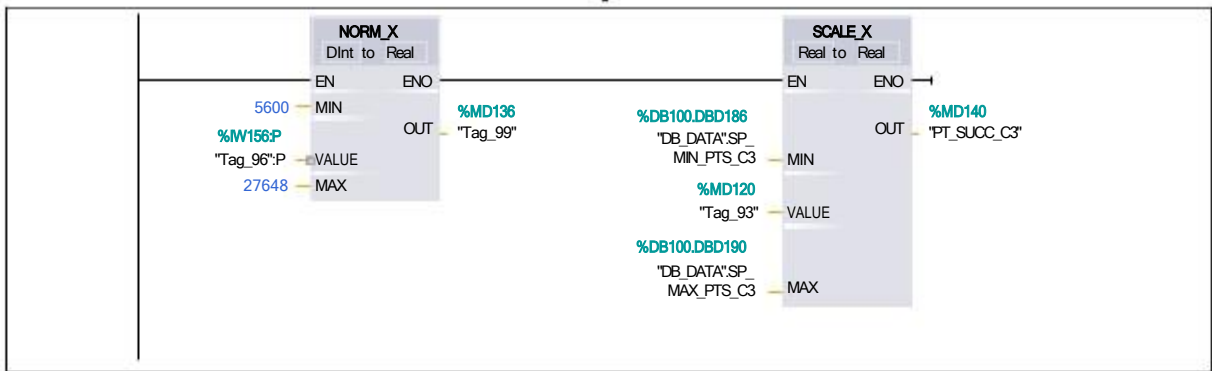 NORM_X
DInt to Real
EN ENO
5600 MIN
%MD136
OUT "Tag_99"
%IW156:P
"Tag_96":P VALUE
27648 MAX
SCALE_X
Real to Real
EN ENO
%DB100.DBD186
"DB_DATA".SP_
MIN_PTS_C3 MIN
%MD140
OUT "PT_SUCC_C3"
%MD120
"Tag_93" VALUE
%DB100.DBD190
"DB_DATA".SP_
MAX_PTS_C3 MAX